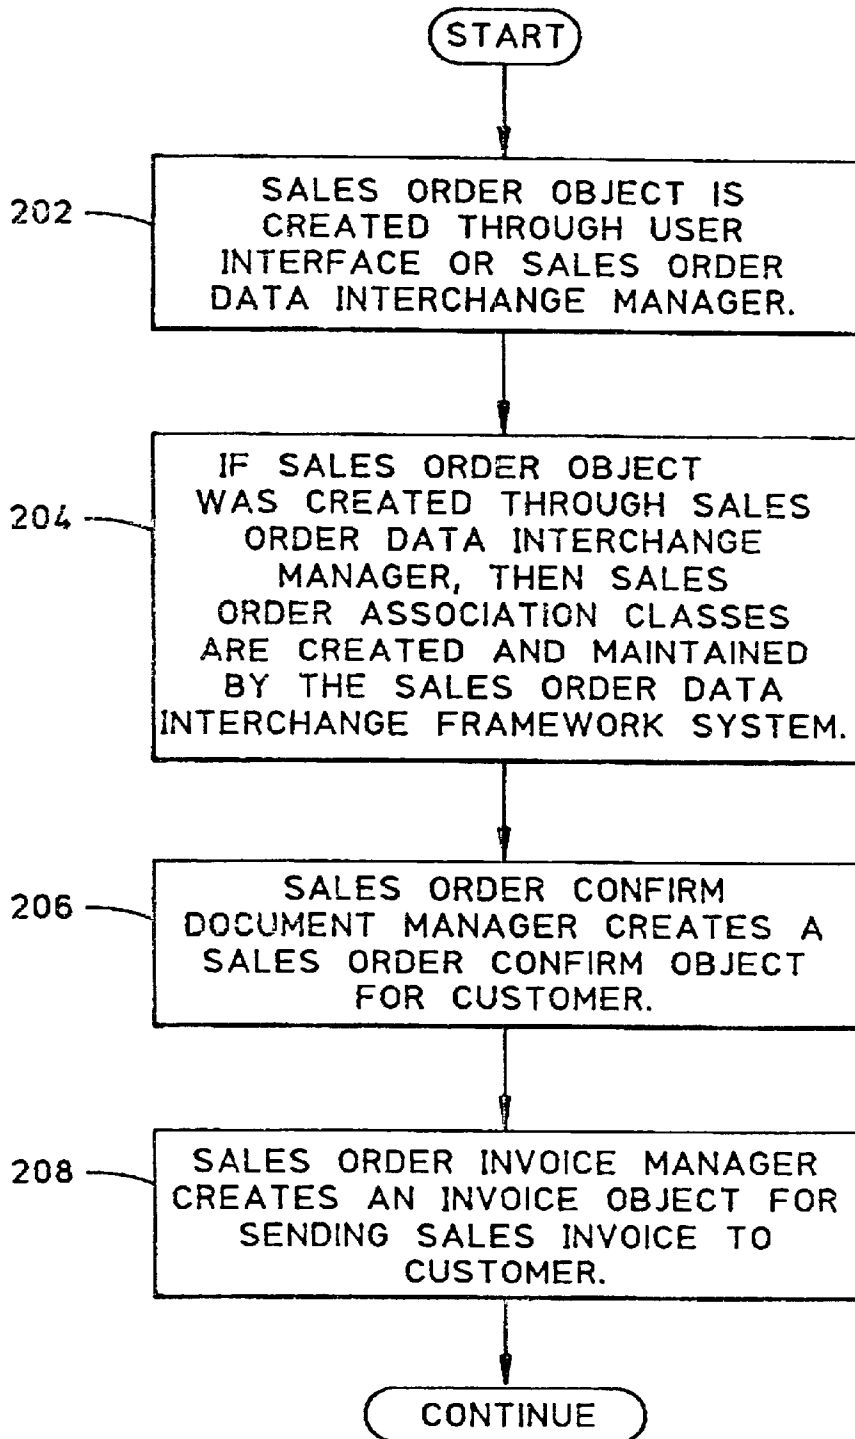 START
202
SALES ORDER OBJECT IS
CREATED THROUGH USER
INTERFACE OR SALES ORDER
DATA INTERCHANGE MANAGER.
204
IF SALES ORDER OBJECT
WAS CREATED THROUGH SALES
ORDER DATA INTERCHANGE
MANAGER, THEN SALES
ORDER ASSOCIATION CLASSES
ARE CREATED AND MAINTAINED
BY THE SALES ORDER DATA
INTERCHANGE FRAMEWORK SYSTEM.
206
SALES ORDER CONFIRM
DOCUMENT MANAGER CREATES A
SALES ORDER CONFIRM OBJECT
FOR CUSTOMER.
208
SALES ORDER INVOICE MANAGER
CREATES AN INVOICE OBJECT FOR
SENDING SALES INVOICE TO
CUSTOMER.
CONTINUE